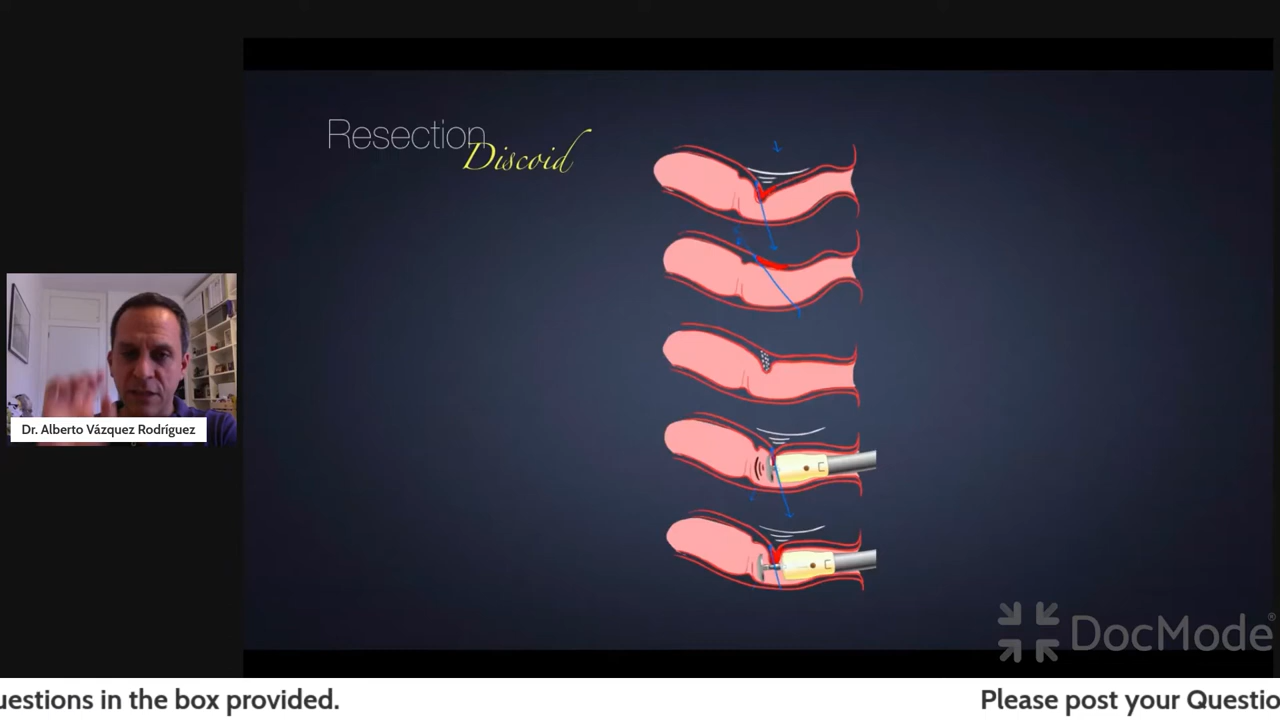 Resection
Discoid
Dr. Alberto Vázquez Rodríguez
DocMode®
uestions in the box provided.
Please post your Questio